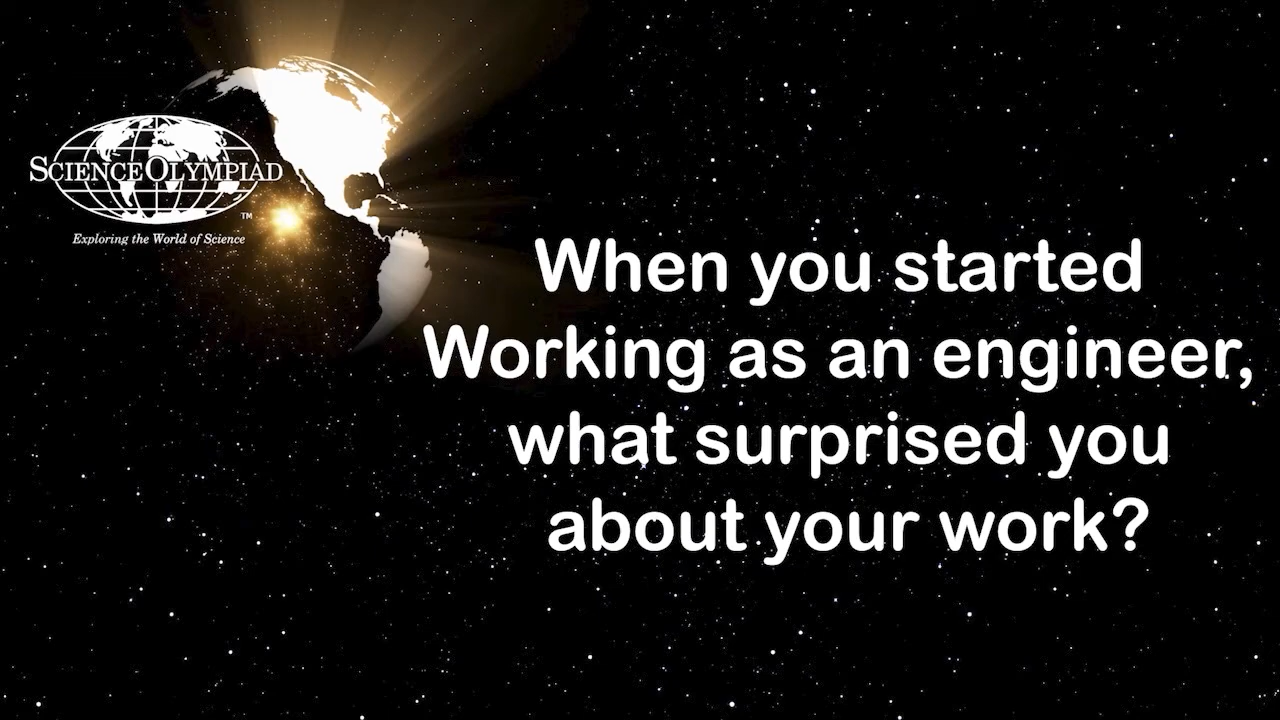 SCIENCE OLYMPIAD
TM
Exploring the World of Science
When you started
Working as an engineer,
what surprised you
about your work?